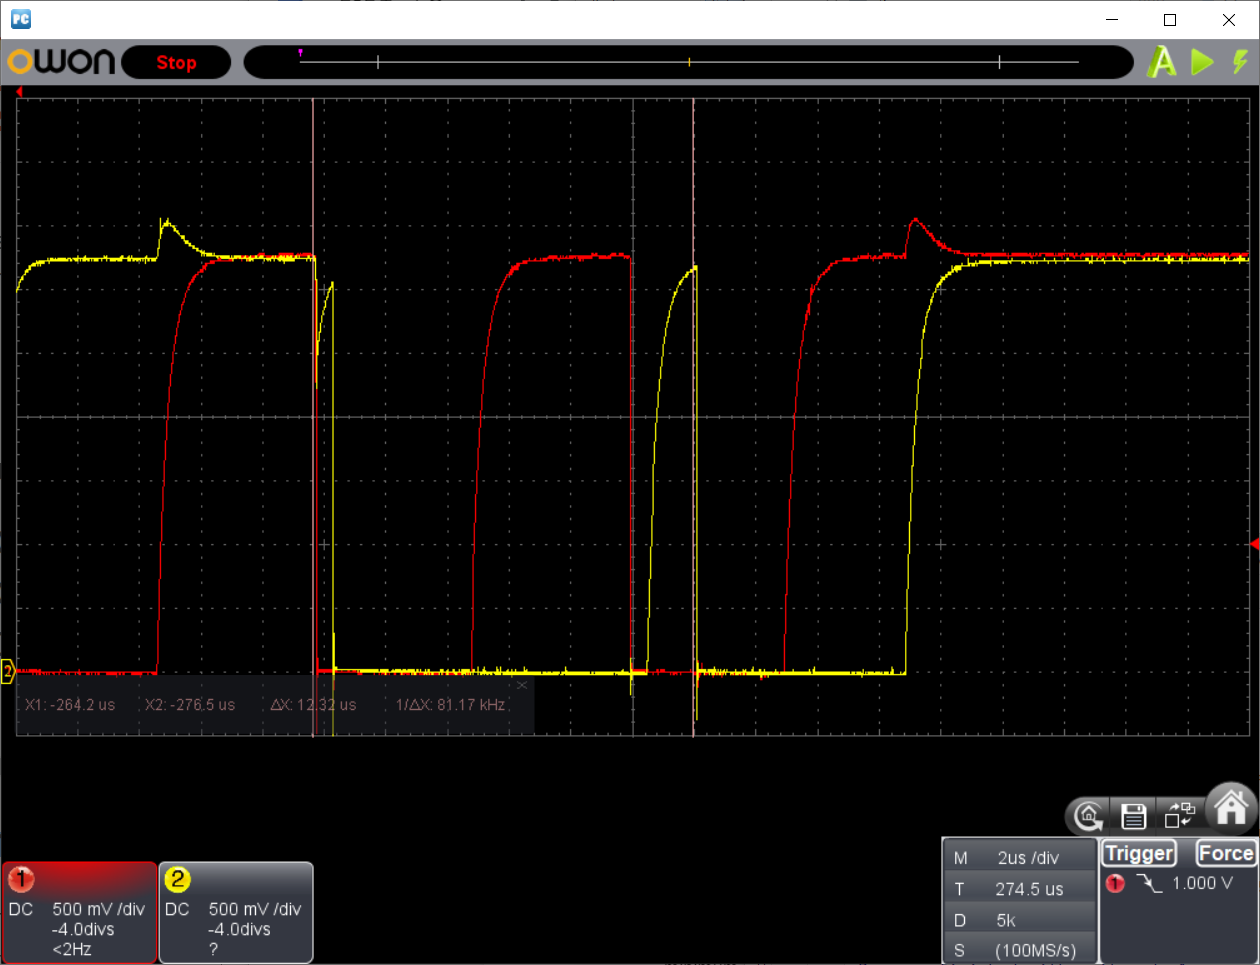 PC
OWON Stop A
2
X1: -264.2 us X2: -276.5 us ΔX: 12.32 us 1/ΔX: 81.17 kHz
1 2
DC 500 mV /div DC 500 mV /div
-4.0divs -4.0divs
<2Hz ?
M 2us /div
T 274.5 us
D 5k
S (100MS/s)
Trigger Force
1 1.000 V